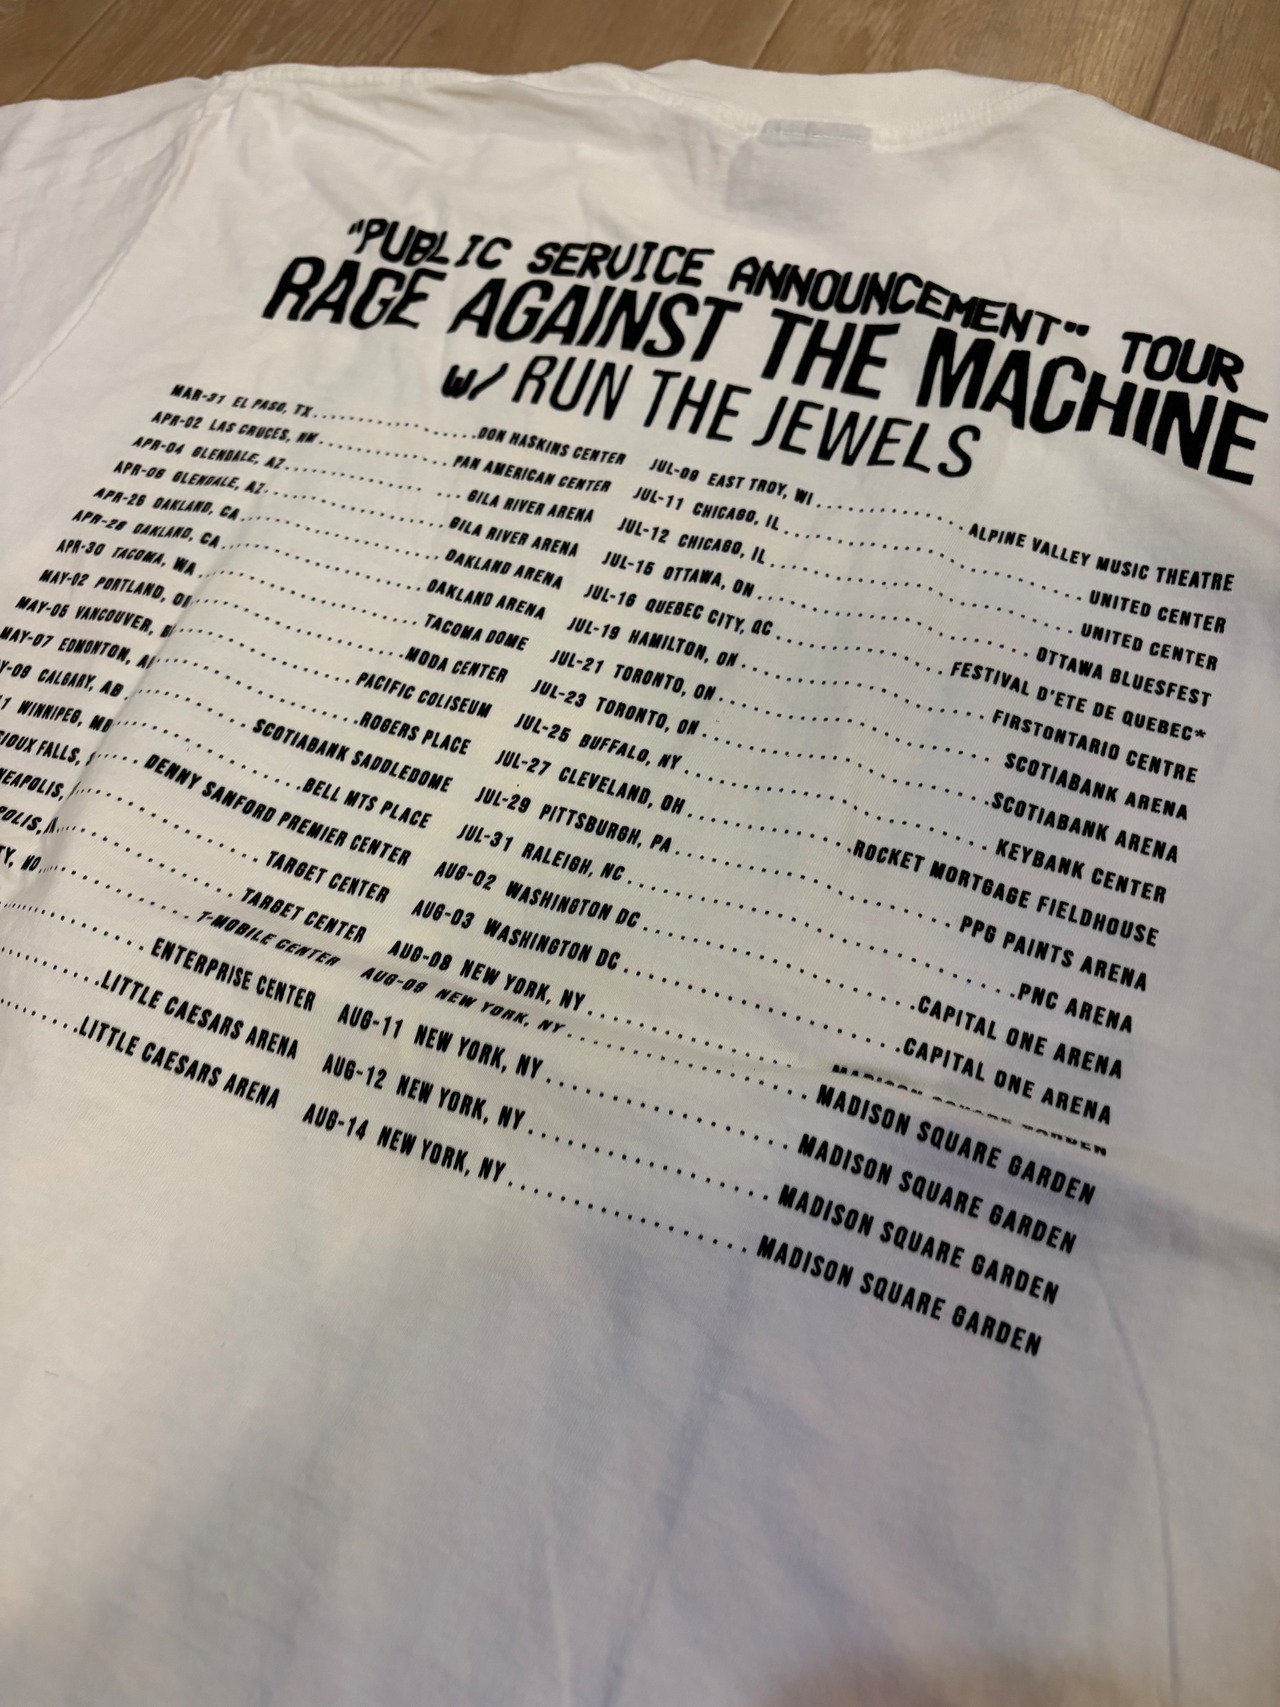 "PUBLIC SERVICE ANNOUNCEMENT" TOUR
RAGE AGAINST THE MACHINE
w/ RUN THE JEWELS
MAR-31 EL PASO, TX DON HASKINS CENTER
APR-02 LAS CRUCES, NM PAN AMERICAN CENTER
APR-04 GLENDALE, AZ GILA RIVER ARENA
APR-06 GLENDALE, AZ GILA RIVER ARENA
APR-26 OAKLAND, CA OAKLAND ARENA
APR-28 OAKLAND, CA OAKLAND ARENA
APR-30 TACOMA, WA TACOMA DOME
MAY-02 PORTLAND, MODA CENTER
MAY-05 VANCOUVER, PACIFIC COLISEUM
MAY-07 EDMONTON, ROGERS PLACE
CALGARY, AB SCOTIABANK SADDLEDOME
WINNIPEG, BELL MTS PLACE
FALLS, DENNY SANFORD PREMIER CENTER
TARGET CENTER
TARGET CENTER
T-MOBILE CENTER
ENTERPRISE CENTER
LITTLE CAESARS ARENA
LITTLE CAESARS ARENA
JUL-09 EAST TROY, WI ALPINE VALLEY MUSIC THEATRE
JUL-11 CHICAGO, IL UNITED CENTER
JUL-12 CHICAGO, IL UNITED CENTER
JUL-15 OTTAWA, ON OTTAWA BLUESFEST
JUL-16 QUEBEC CITY, QC FESTIVAL D'ETE DE QUEBEC*
JUL-19 HAMILTON, ON FIRSTONTARIO CENTRE
JUL-21 TORONTO, ON SCOTIABANK ARENA
JUL-23 TORONTO, ON SCOTIABANK ARENA
JUL-25 BUFFALO, NY KEYBANK CENTER
JUL-27 CLEVELAND, OH ROCKET MORTGAGE FIELDHOUSE
JUL-29 PITTSBURGH, PA PPG PAINTS ARENA
JUL-31 RALEIGH, NC PNC ARENA
AUG-02 WASHINGTON DC CAPITAL ONE ARENA
AUG-03 WASHINGTON DC CAPITAL ONE ARENA
AUG-08 NEW YORK, NY MADISON SQUARE GARDEN
AUG-09 NEW YORK, NY MADISON SQUARE GARDEN
AUG-11 NEW YORK, NY MADISON SQUARE GARDEN
AUG-12 NEW YORK, NY MADISON SQUARE GARDEN
AUG-14 NEW YORK, NY MADISON SQUARE GARDEN